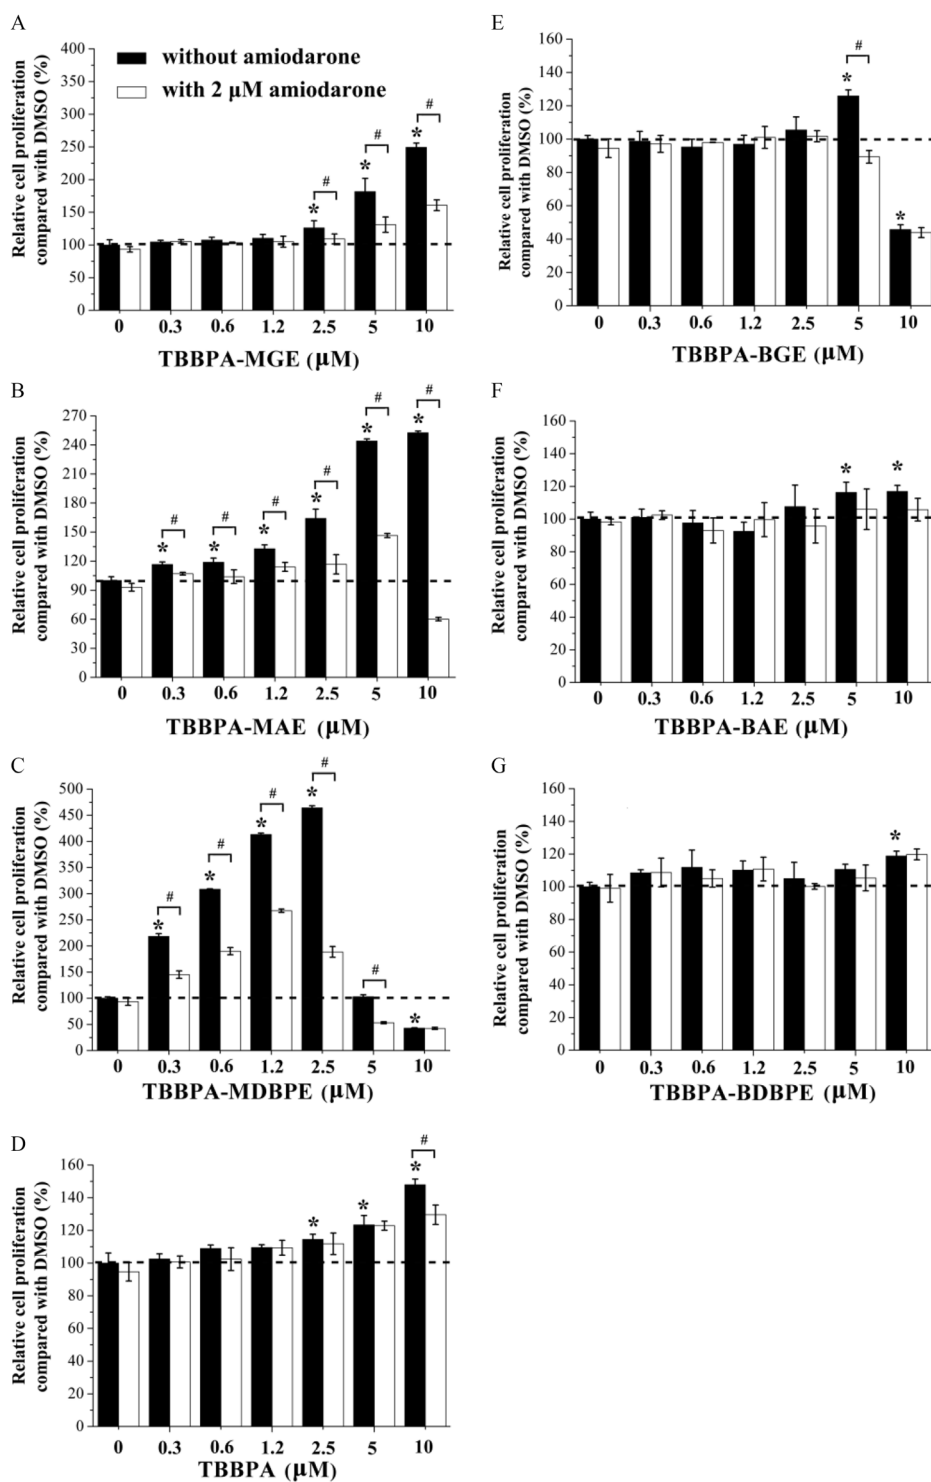 A
Relative cell proliferation
compared with DMSO (%)
400
350
300
250
200
150
100
50
0
without amiodarone
with 2 µM amiodarone
* # * # * #
0 0.3 0.6 1.2 2.5 5 10
TBBPA-MGE (µM)
B
Relative cell proliferation
compared with DMSO (%)
270
240
210
180
150
120
90
60
30
0
* # * # * # * # * # * #
0 0.3 0.6 1.2 2.5 5 10
TBBPA-MAE (µM)
C
Relative cell proliferation
compared with DMSO (%)
500
450
400
350
300
250
200
150
100
50
0
* # * # * # * # # *
0 0.3 0.6 1.2 2.5 5 10
TBBPA-MDBPE (µM)
D
Relative cell proliferation
compared with DMSO (%)
160
140
120
100
80
60
40
20
0
* * * #
0 0.3 0.6 1.2 2.5 5 10
TBBPA (µM)
E
Relative cell proliferation
compared with DMSO (%)
160
140
120
100
80
60
40
20
0
* # *
0 0.3 0.6 1.2 2.5 5 10
TBBPA-BGE (µM)
F
Relative cell proliferation
compared with DMSO (%)
160
140
120
100
80
60
40
20
0
* *
0 0.3 0.6 1.2 2.5 5 10
TBBPA-BAE (µM)
G
Relative cell proliferation
compared with DMSO (%)
160
140
120
100
80
60
40
20
0
*
0 0.3 0.6 1.2 2.5 5 10
TBBPA-BDBPE (µM)